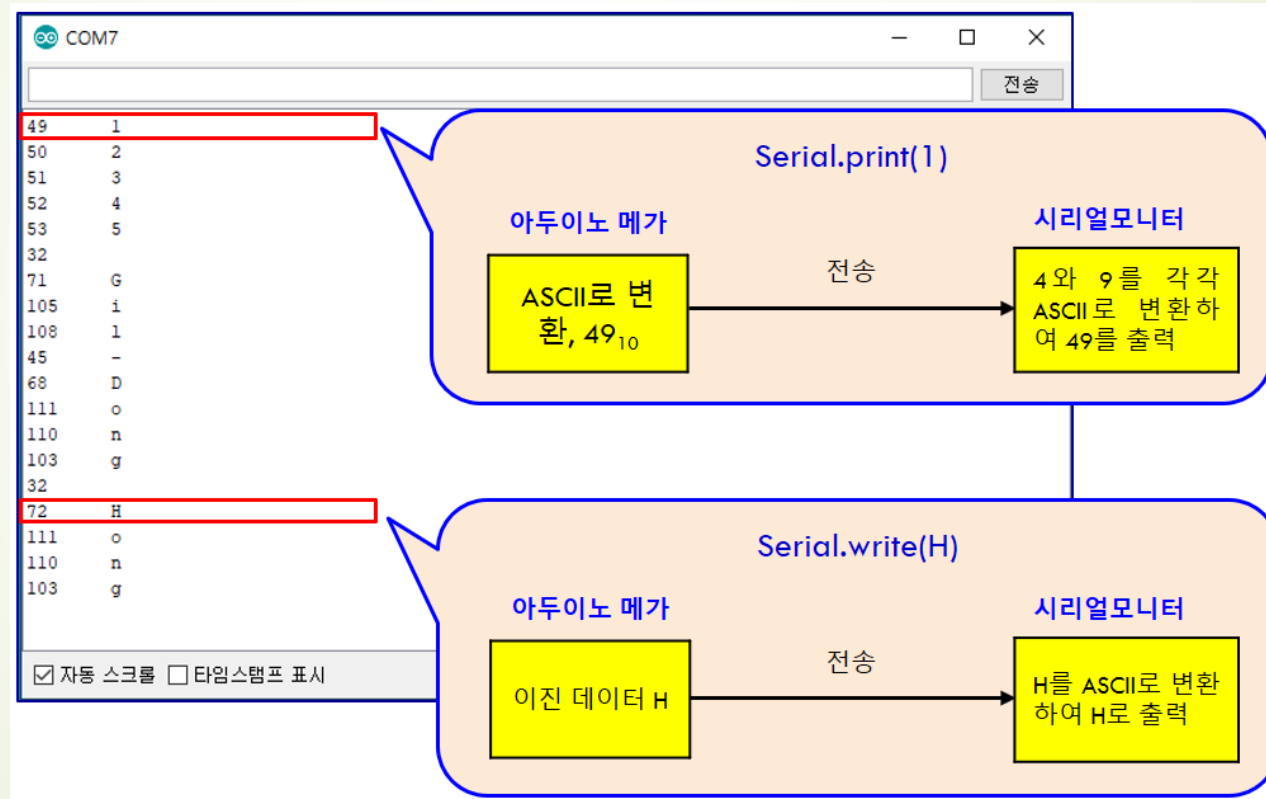 COM7
전송
49 1
50 2
51 3
52 4
53 5
32
71 G
105 i
108 l
45 -
68 D
111 o
110 n
103 g
32
72 H
111 o
110 n
103 g
자동 스크롤 타임스탬프 표시
Serial.print(1)
아두이노 메가
시리얼모니터
ASCII로 변
환, 49₁₀
전송
4와 9를 각각
ASCII로 변환하
여 49를 출력
Serial.write(H)
아두이노 메가
시리얼모니터
이진 데이터 H
전송
H를 ASCII로 변환
하여 H로 출력